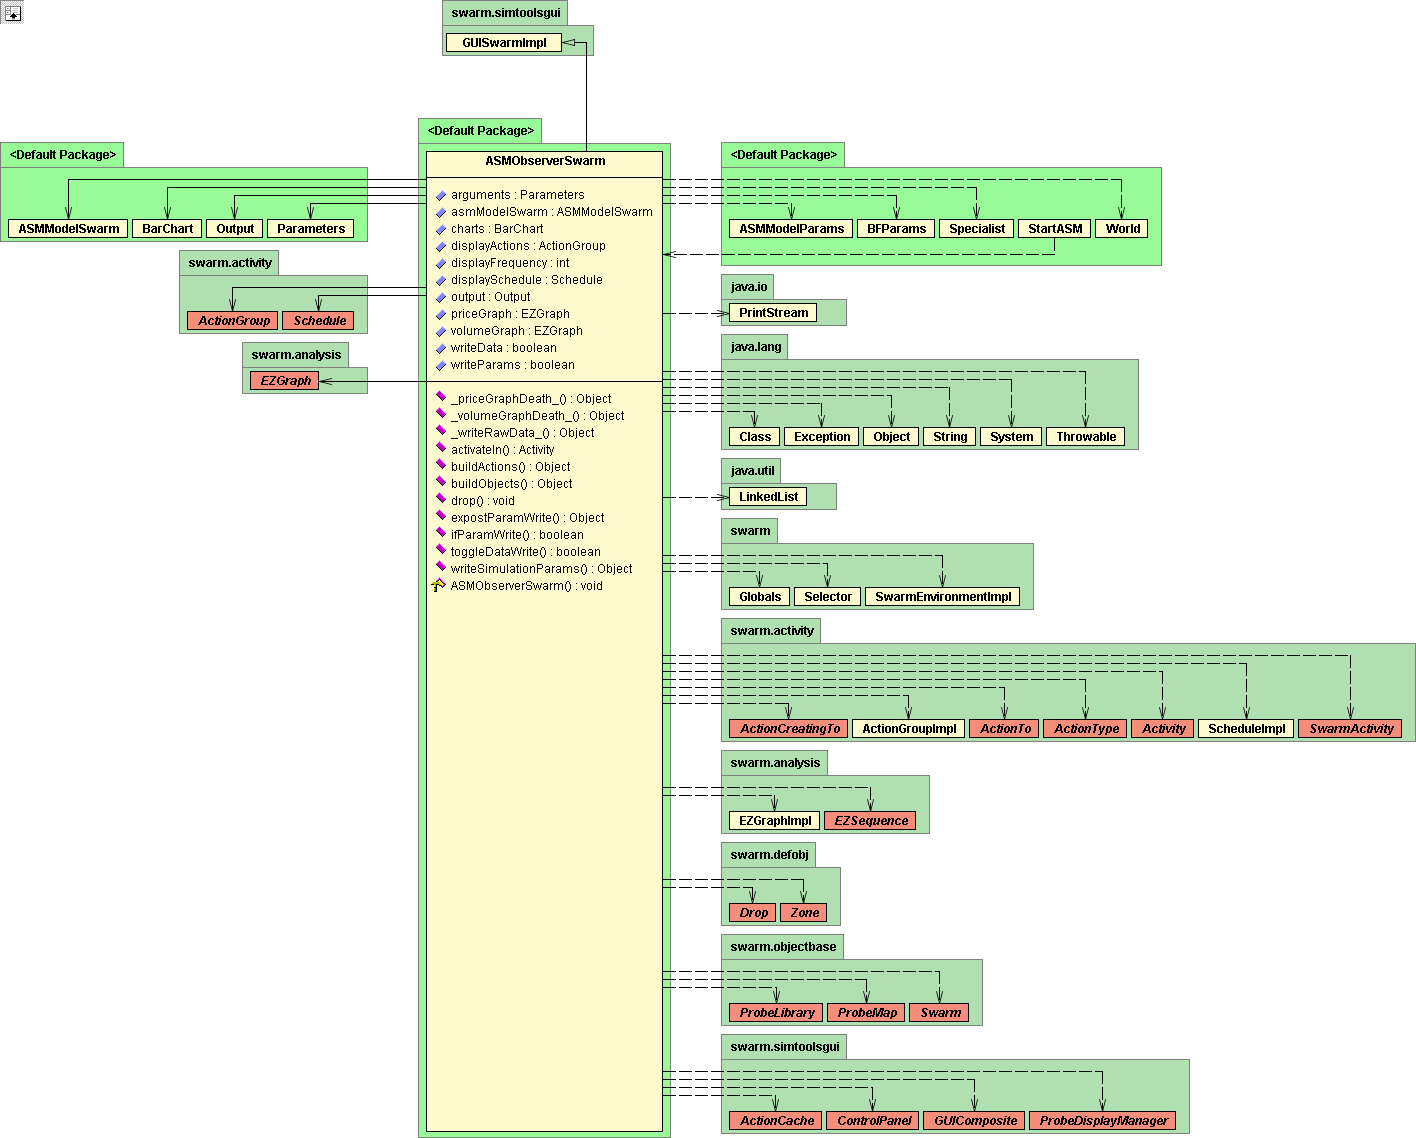 swarm.simtoolsgui
GUISwarmImpl
<Default Package>
ASMModelSwarm BarChart Output Parameters
swarm.activity
ActionGroup Schedule
swarm.analysis
EZGraph
<Default Package>
ASMObserverSwarm
arguments : Parameters
asmModelSwarm : ASMModelSwarm
charts : BarChart
displayActions : ActionGroup
displayFrequency : int
displaySchedule : Schedule
output : Output
priceGraph : EZGraph
volumeGraph : EZGraph
writeData : boolean
writeParams : boolean
_priceGraphDeath_() : Object
_volumeGraphDeath_() : Object
_writeRawData_() : Object
activateIn() : Activity
buildActions() : Object
buildObjects() : Object
drop() : void
expostParamWrite() : Object
ifParamWrite() : boolean
toggleDataWrite() : boolean
writeSimulationParams() : Object
ASMObserverSwarm() : void
<Default Package>
ASMModelParams BFParams Specialist StartASM World
java.io
PrintStream
java.lang
Class Exception Object String System Throwable
java.util
LinkedList
swarm
Globals Selector SwarmEnvironmentImpl
swarm.activity
ActionCreatingTo ActionGroupImpl ActionTo ActionType Activity ScheduleImpl SwarmActivity
swarm.analysis
EZGraphImpl EZSequence
swarm.defobj
Drop Zone
swarm.objectbase
ProbeLibrary ProbeMap Swarm
swarm.simtoolsgui
ActionCache ControlPanel GUIComposite ProbeDisplayManager